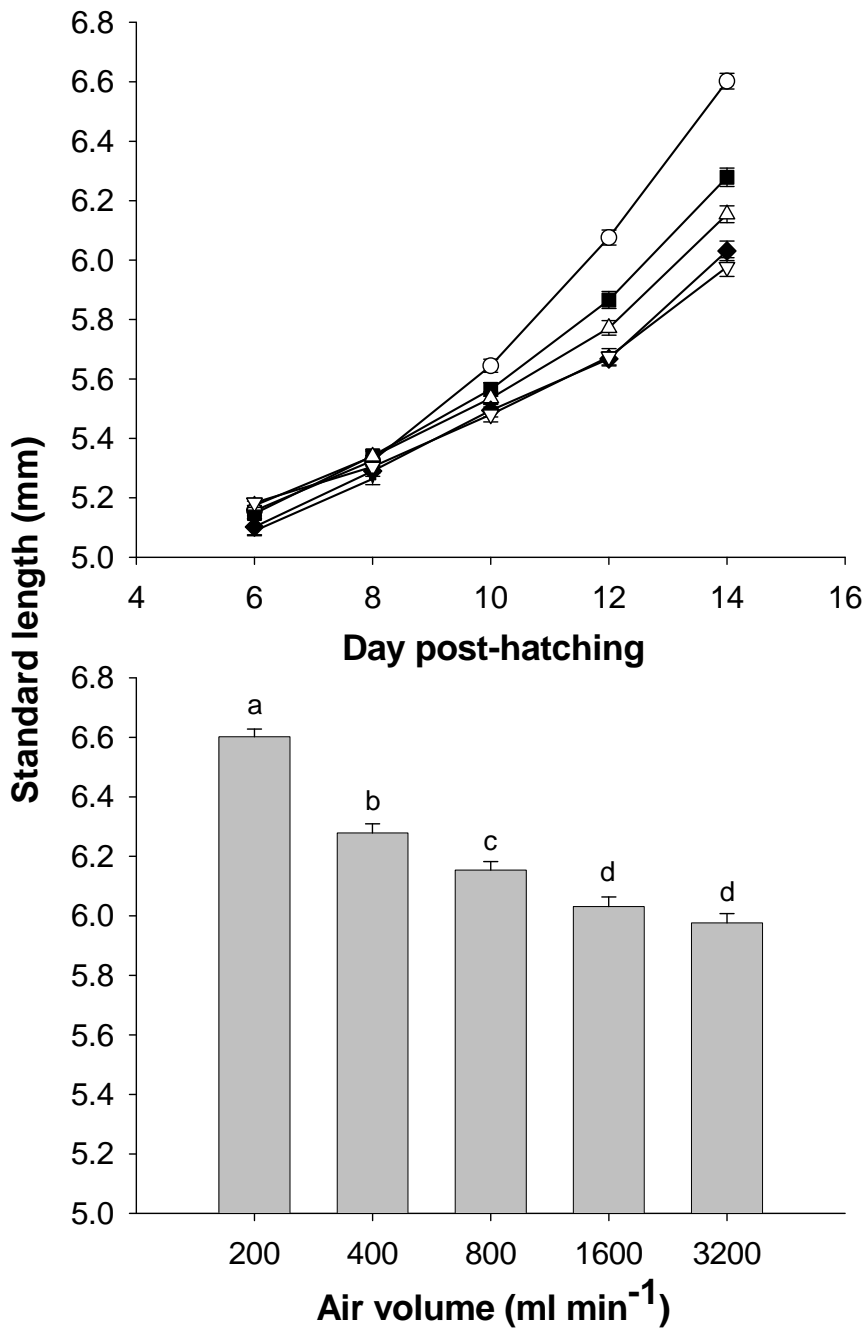 Standard length (mm)
6.8
6.6
6.4
6.2
6.0
5.8
5.6
5.4
5.2
5.0
4 6 8 10 12 14 16
Day post-hatching
6.8
6.6
6.4
6.2
6.0
5.8
5.6
5.4
5.2
5.0
a
b
c
d
d
200 400 800 1600 3200
Air volume (ml min⁻¹)